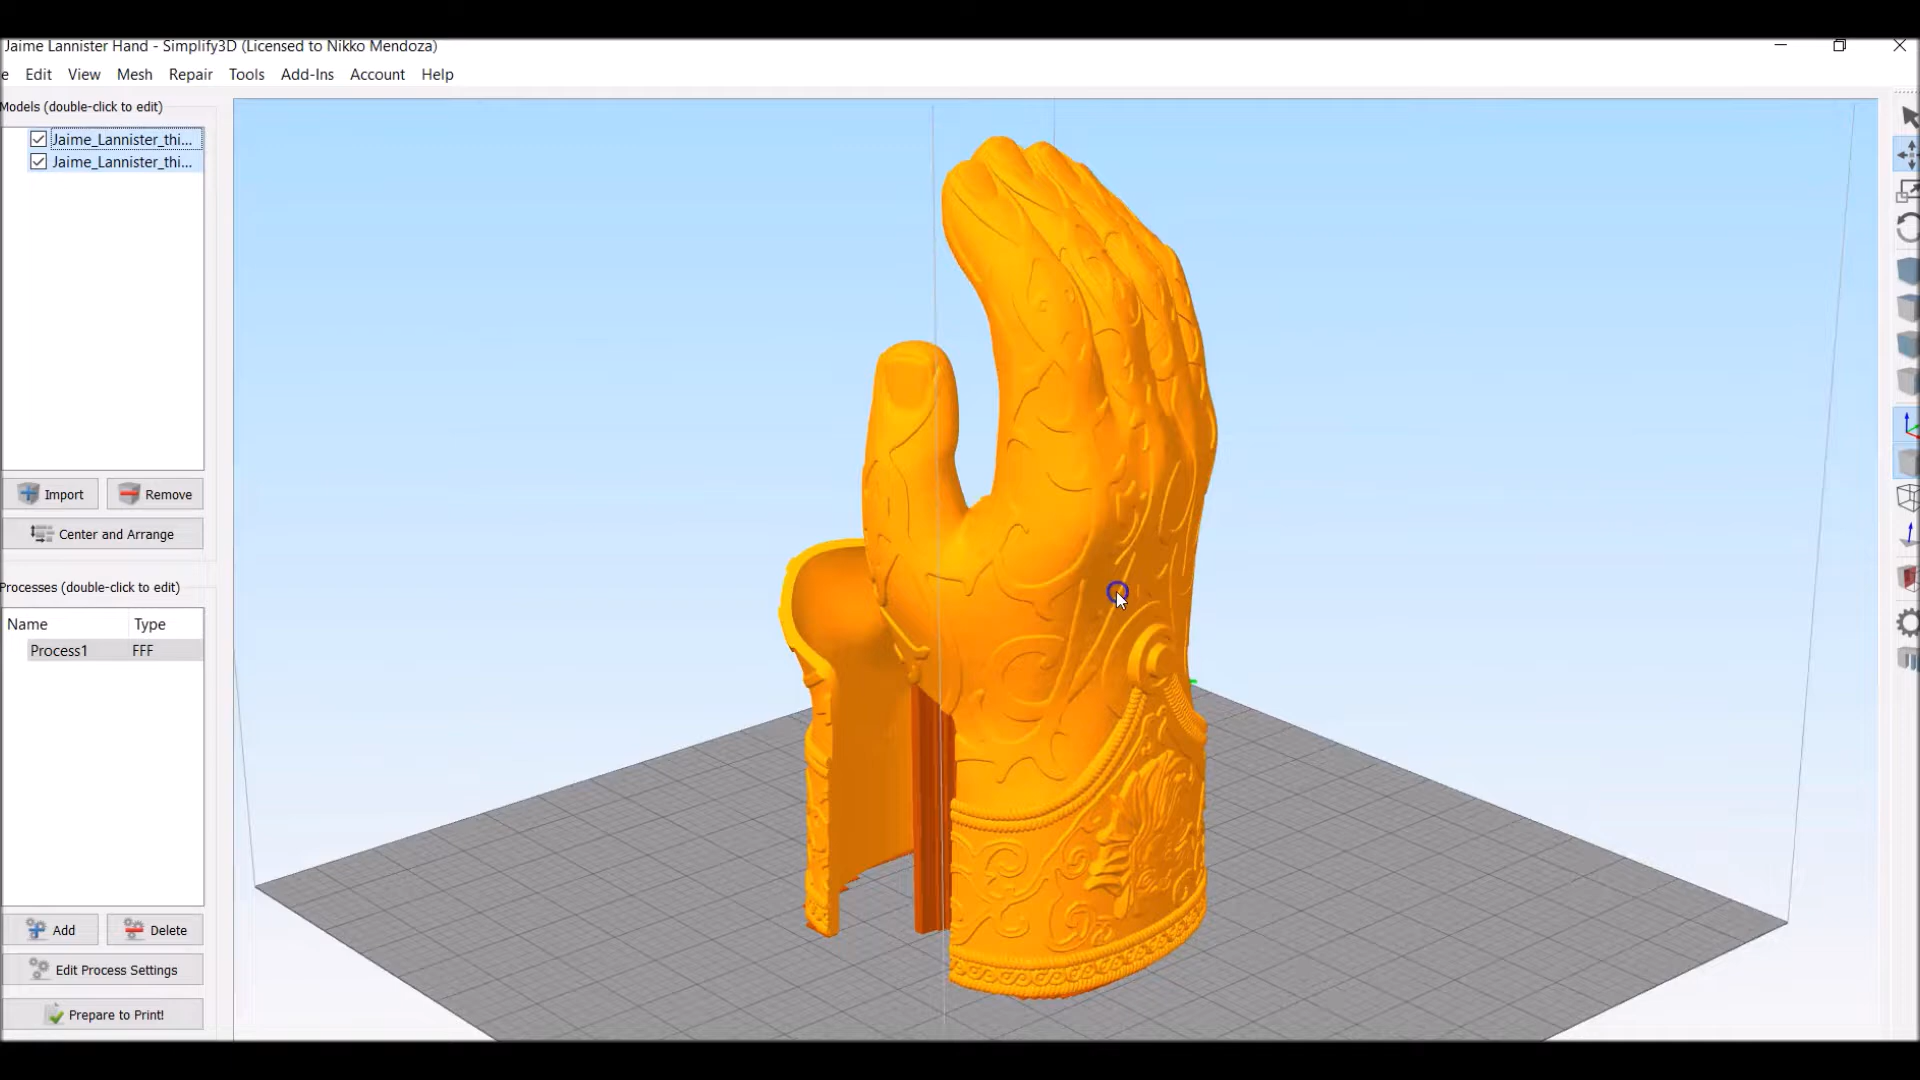 Jaime Lannister Hand - Simplify3D (Licensed to Nikko Mendoza)
e Edit View Mesh Repair Tools Add-Ins Account Help
Models (double-click to edit)
Jaime_Lannister_thi...
Jaime_Lannister_thi...
Import Remove
Center and Arrange
Processes (double-click to edit)
Name Type
Process1 FFF
Add Delete
Edit Process Settings
Prepare to Print!